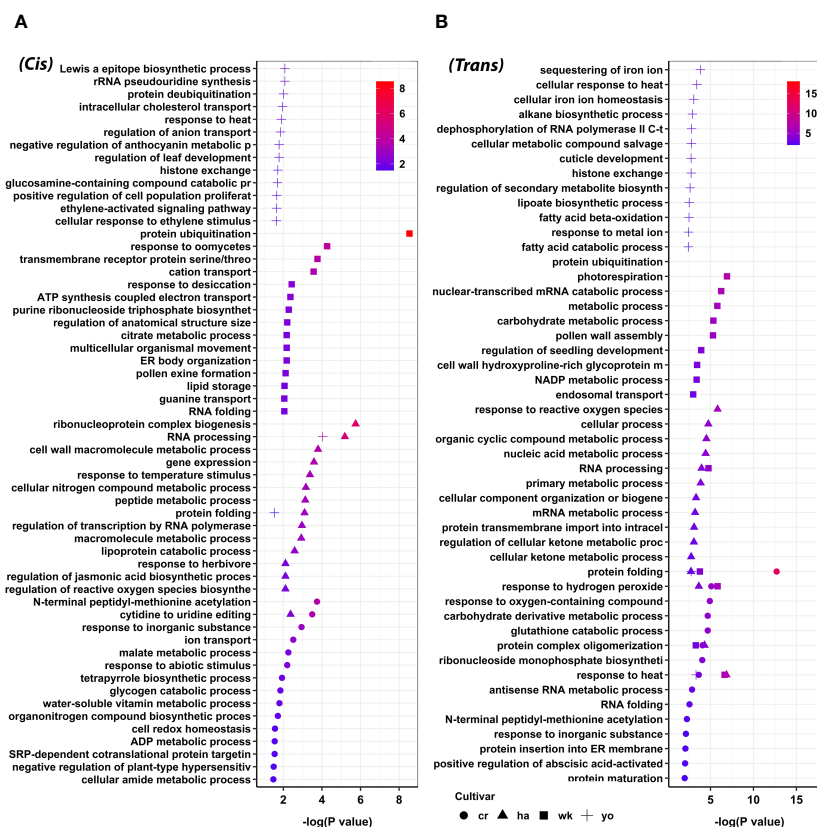 A
(Cis)
Lewis a epitope biosynthetic process
rRNA pseudouridine synthesis
protein deubiquitination
intracellular cholesterol transport
response to heat
regulation of anion transport
negative regulation of anthocyanin metabolic p
regulation of leaf development
histone exchange
glucosamine-containing compound catabolic pr
positive regulation of cell population proliferat
ethylene-activated signaling pathway
cellular response to ethylene stimulus
protein ubiquitination
response to oomycetes
transmembrane receptor protein serine/threo
cation transport
response to desiccation
ATP synthesis coupled electron transport
purine ribonucleoside triphosphate biosynthet
regulation of anatomical structure size
citrate metabolic process
multicellular organismal movement
ER body organization
pollen exine formation
lipid storage
guanine transport
RNA folding
ribonucleoprotein complex biogenesis
RNA processing
cell wall macromolecule metabolic process
gene expression
response to temperature stimulus
cellular nitrogen compound metabolic process
peptide metabolic process
protein folding
regulation of transcription by RNA polymerase
macromolecule metabolic process
lipoprotein catabolic process
response to herbivore
regulation of jasmonic acid biosynthetic proces
regulation of reactive oxygen species biosynthe
N-terminal peptidyl-methionine acetylation
cytidine to uridine editing
response to inorganic substance
ion transport
malate metabolic process
response to abiotic stimulus
tetrapyrrole biosynthetic process
glycogen catabolic process
water-soluble vitamin metabolic process
organonitrogen compound biosynthetic proces
cell redox homeostasis
ADP metabolic process
SRP-dependent cotranslational protein targetin
negative regulation of plant-type hypersensitiv
cellular amide metabolic process
8
6
4
2
2 4 6 8
-log(P value)
B
(Trans)
sequestering of iron ion
cellular response to heat
cellular iron ion homeostasis
alkane biosynthetic process
dephosphorylation of RNA polymerase II C-t
cellular metabolic compound salvage
cuticle development
histone exchange
regulation of secondary metabolite biosynth
lipoate biosynthetic process
fatty acid beta-oxidation
response to metal ion
fatty acid catabolic process
protein ubiquitination
photorespiration
nuclear-transcribed mRNA catabolic process
metabolic process
carbohydrate metabolic process
pollen wall assembly
regulation of seedling development
cell wall hydroxyproline-rich glycoprotein m
NADP metabolic process
endosomal transport
response to reactive oxygen species
cellular process
organic cyclic compound metabolic process
nucleic acid metabolic process
RNA processing
primary metabolic process
cellular component organization or biogene
mRNA metabolic process
protein transmembrane import into intracel
regulation of cellular ketone metabolic proc
cellular ketone metabolic process
protein folding
response to hydrogen peroxide
response to oxygen-containing compound
carbohydrate derivative metabolic process
glutathione catabolic process
protein complex oligomerization
ribonucleoside monophosphate biosyntheti
response to heat
antisense RNA metabolic process
RNA folding
N-terminal peptidyl-methionine acetylation
response to inorganic substance
protein insertion into ER membrane
positive regulation of abscisic acid-activated
protein maturation
15
10
5
5 10 15
-log(P value)
Cultivar
cr ha wk yo